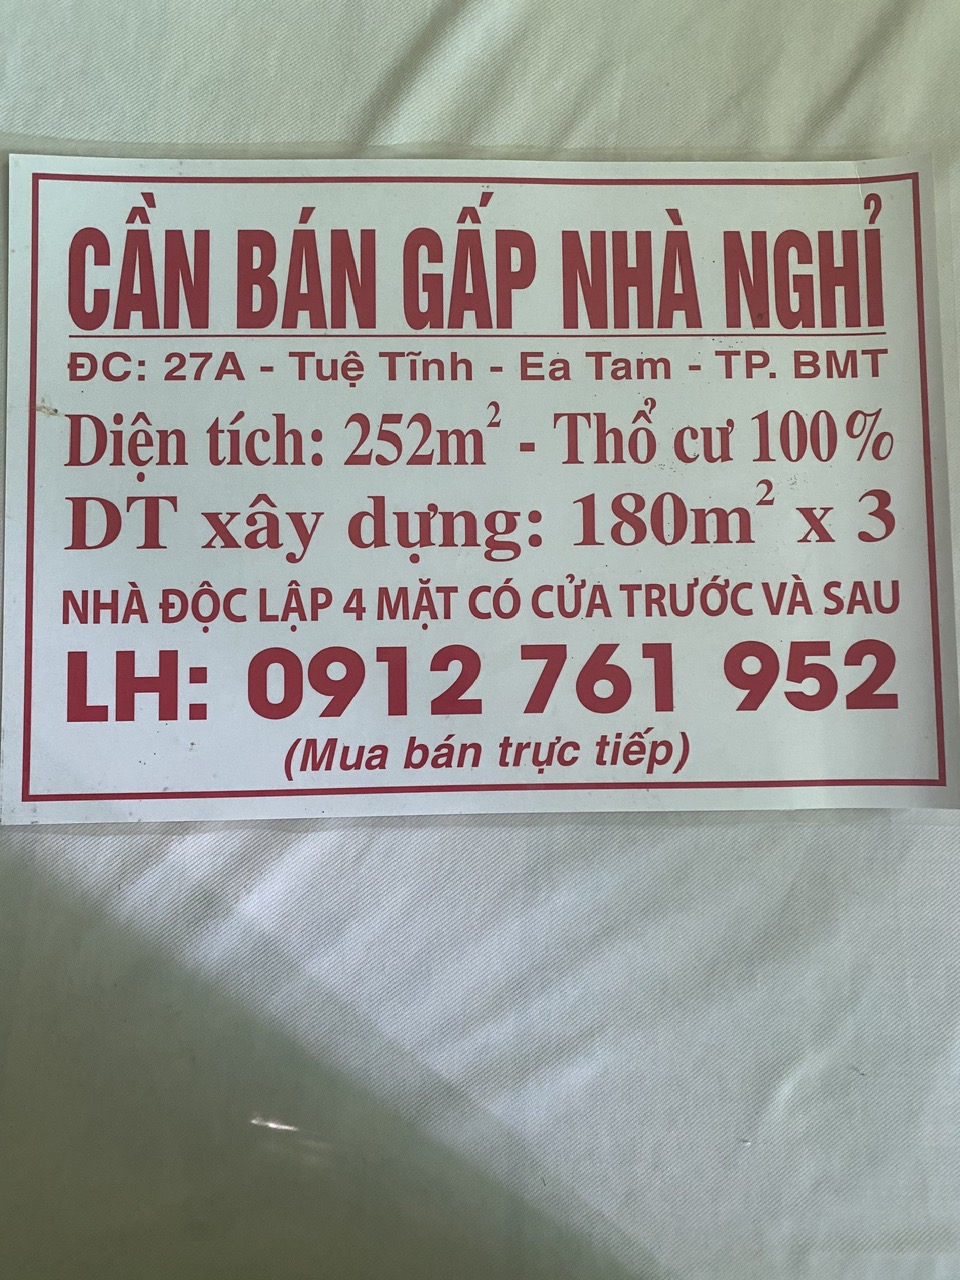 CẦN BÁN GẤP NHÀ NGHỈ
ĐC: 27A - Tuệ Tĩnh - Ea Tam - TP. BMT
Diện tích: 252m² - Thổ cư 100%
DT xây dựng: 180m² x 3
NHÀ ĐỘC LẬP 4 MẶT CÓ CỬA TRƯỚC VÀ SAU
LH: 0912 761 952
(Mua bán trực tiếp)